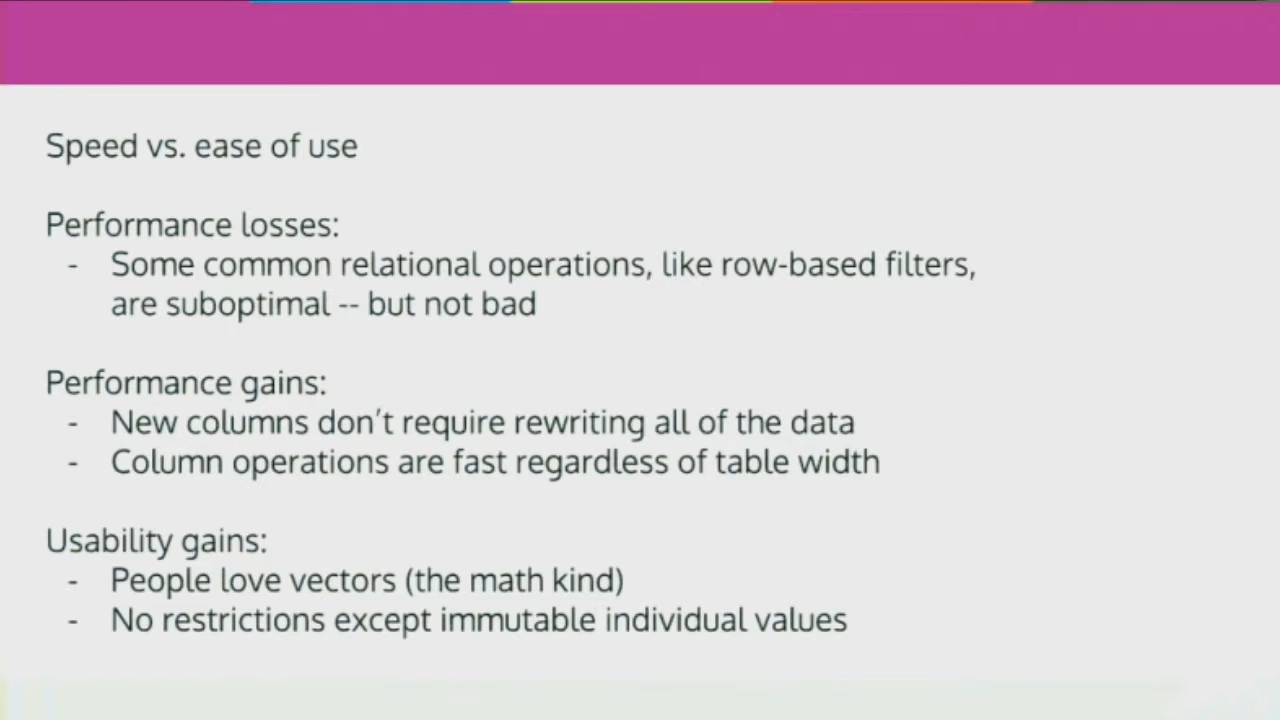 Speed vs. ease of use
Performance losses:
- Some common relational operations, like row-based filters,
are suboptimal -- but not bad
Performance gains:
- New columns don't require rewriting all of the data
- Column operations are fast regardless of table width
Usability gains:
- People love vectors (the math kind)
- No restrictions except immutable individual values